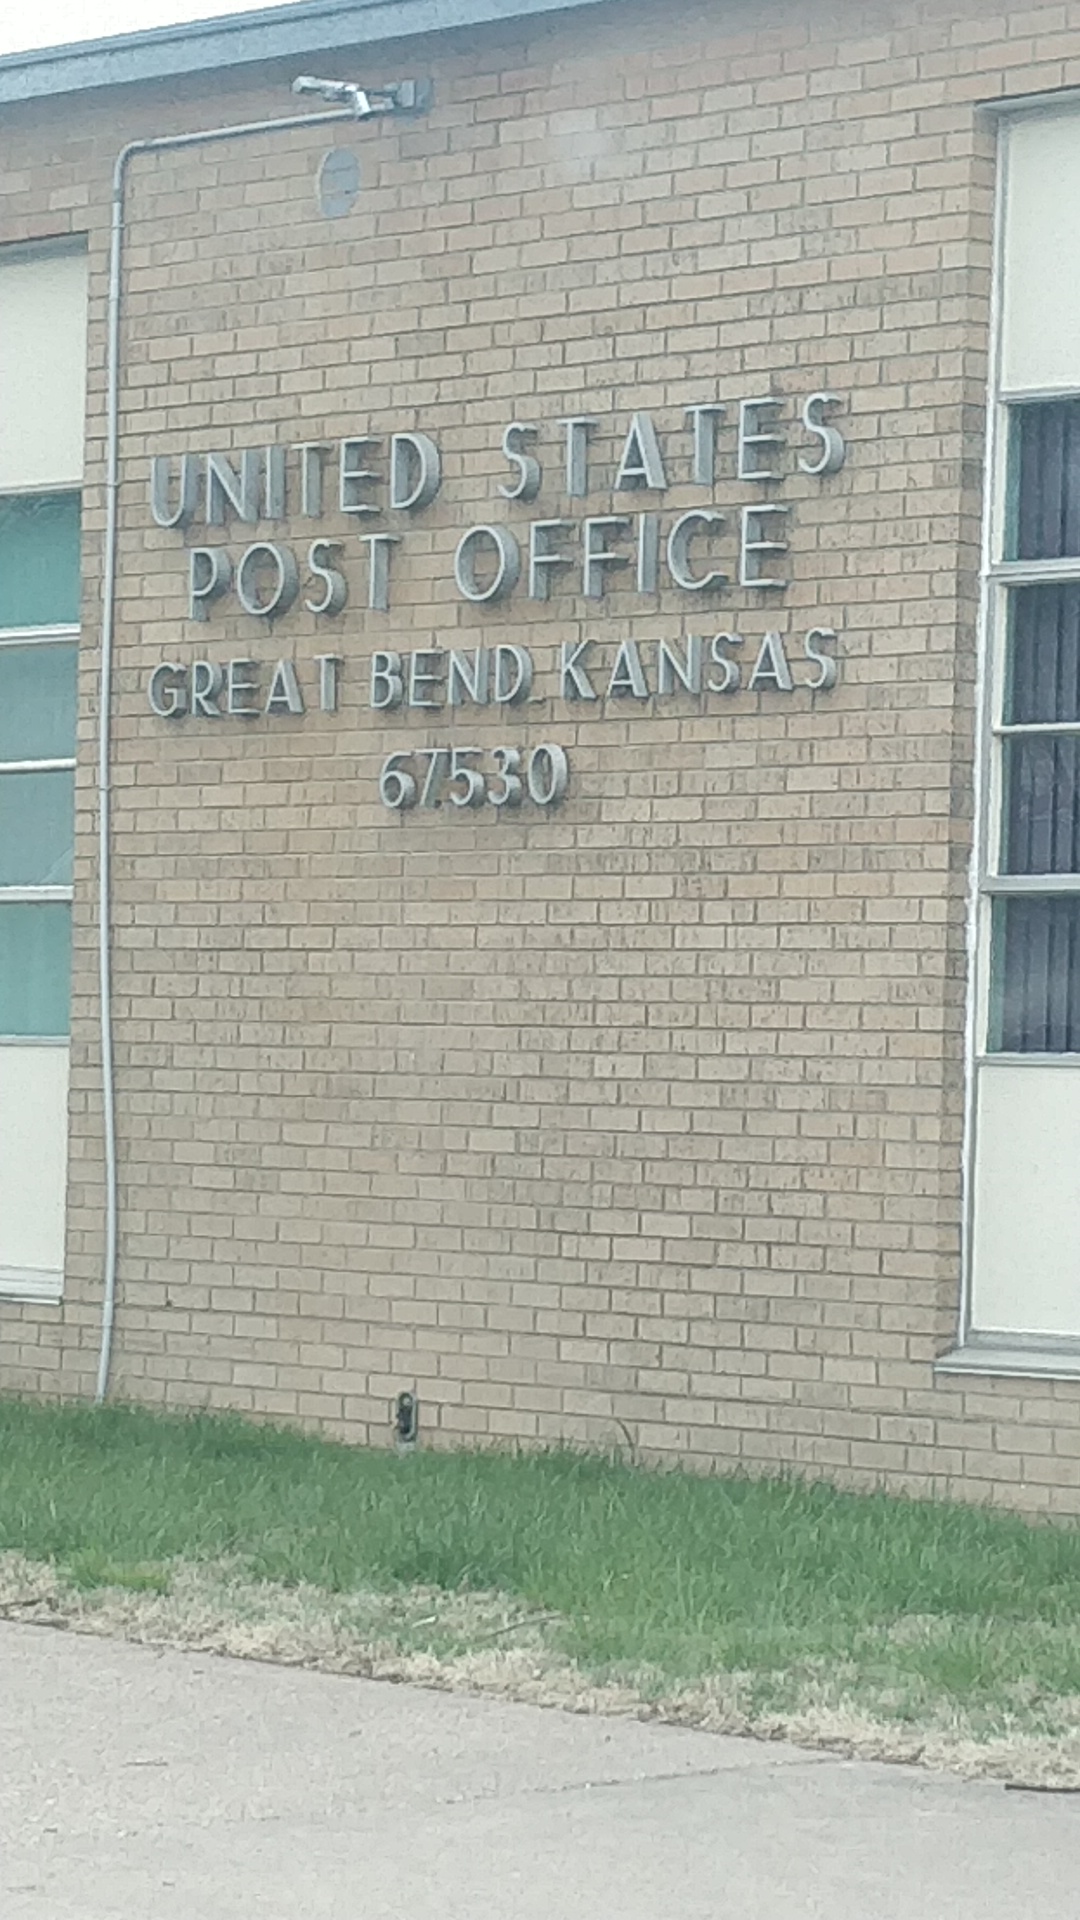 UNITED STATES
POST OFFICE
GREAT BEND KANSAS
67530